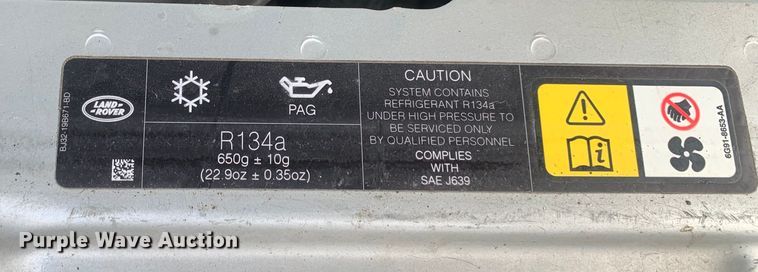 BJ32-19B671-BD
LAND-
-ROVER
PAG
R134a
650g ± 10g
(22.9oz ± 0.35oz)
CAUTION
SYSTEM CONTAINS
REFRIGERANT R134a
UNDER HIGH PRESSURE TO
BE SERVICED ONLY
BY QUALIFIED PERSONNEL
COMPLIES
WITH
SAE J639
6G91-8653-AA
Purple Wave Auction